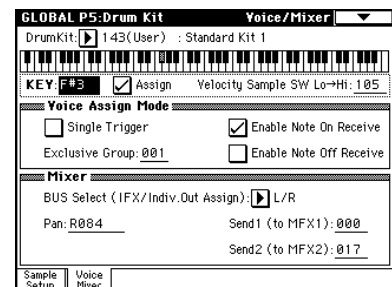 GLOBAL P5:Drum Kit Voice/Mixer
DrumKit: 143(User) : Standard Kit 1
KEY: F#3 Assign Velocity Sample SW Lo→Hi: 105
Voice Assign Mode
Single Trigger Enable Note On Receive
Exclusive Group: 001 Enable Note Off Receive
Mixer
BUS Select (IFX/Indiv.Out Assign): L/R
Pan: R084 Send1 (to MFX1): 000
Send2 (to MFX2): 017
Sample Voice
Setup Mixer